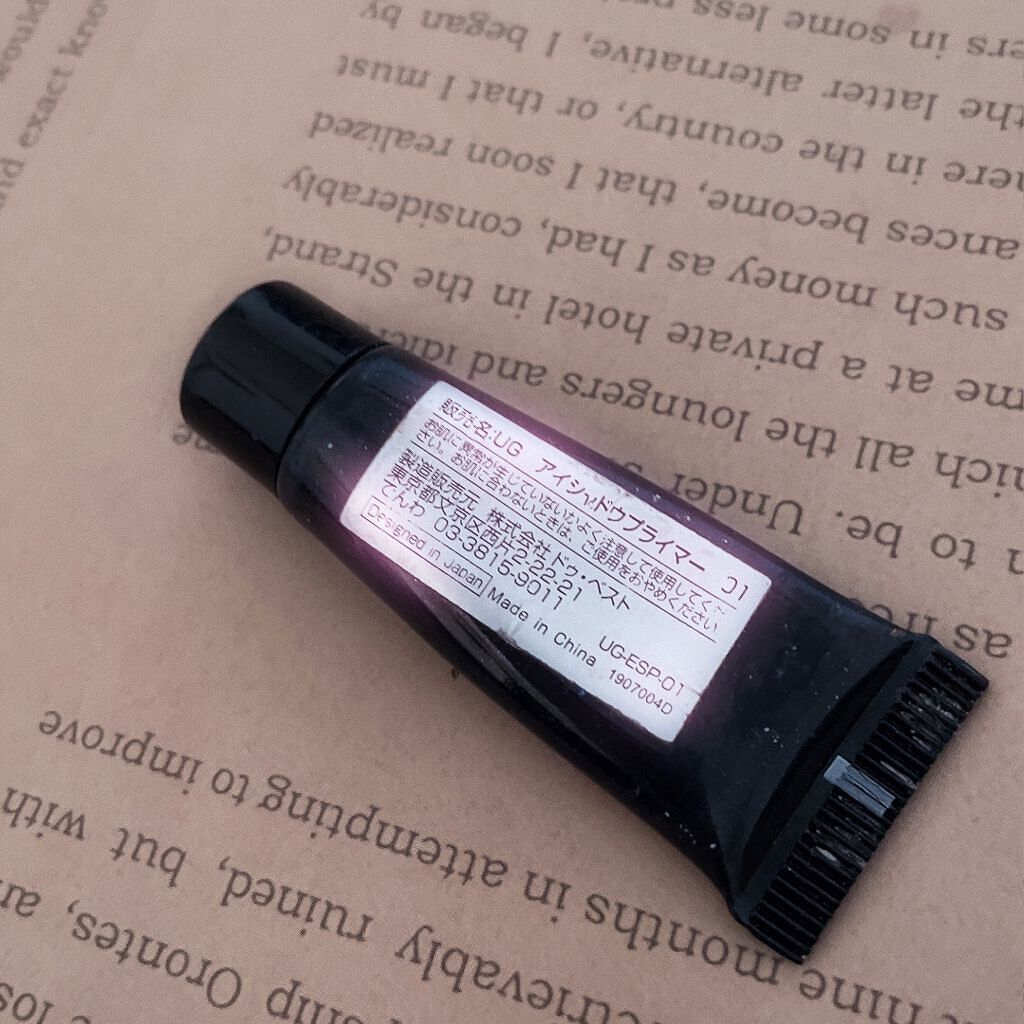 販売名:UG アイシャドウプライマー 01
お肌に異常が生じていないかよく注意して使用してくだ
さい。お肌に合わないときは、ご使用をおやめください
製造販売元 株式会社 ドゥ・ベスト
東京都文京区西片2-22-21
でんわ 03-3815-9011
UG-ESP-01
Designed in Japan Made in China 1907004D
would
and exact kno
ers in some less
the latter alternative, I began by
here in the country, or that I must
ances become, that I soon realized
such money as I had, considerably
me at a private hotel in the Strand,
hich all the loungers and idlers
to be. Under
as free
nine months in attempting to improve
etrievably ruined, but with
ship Orontes,